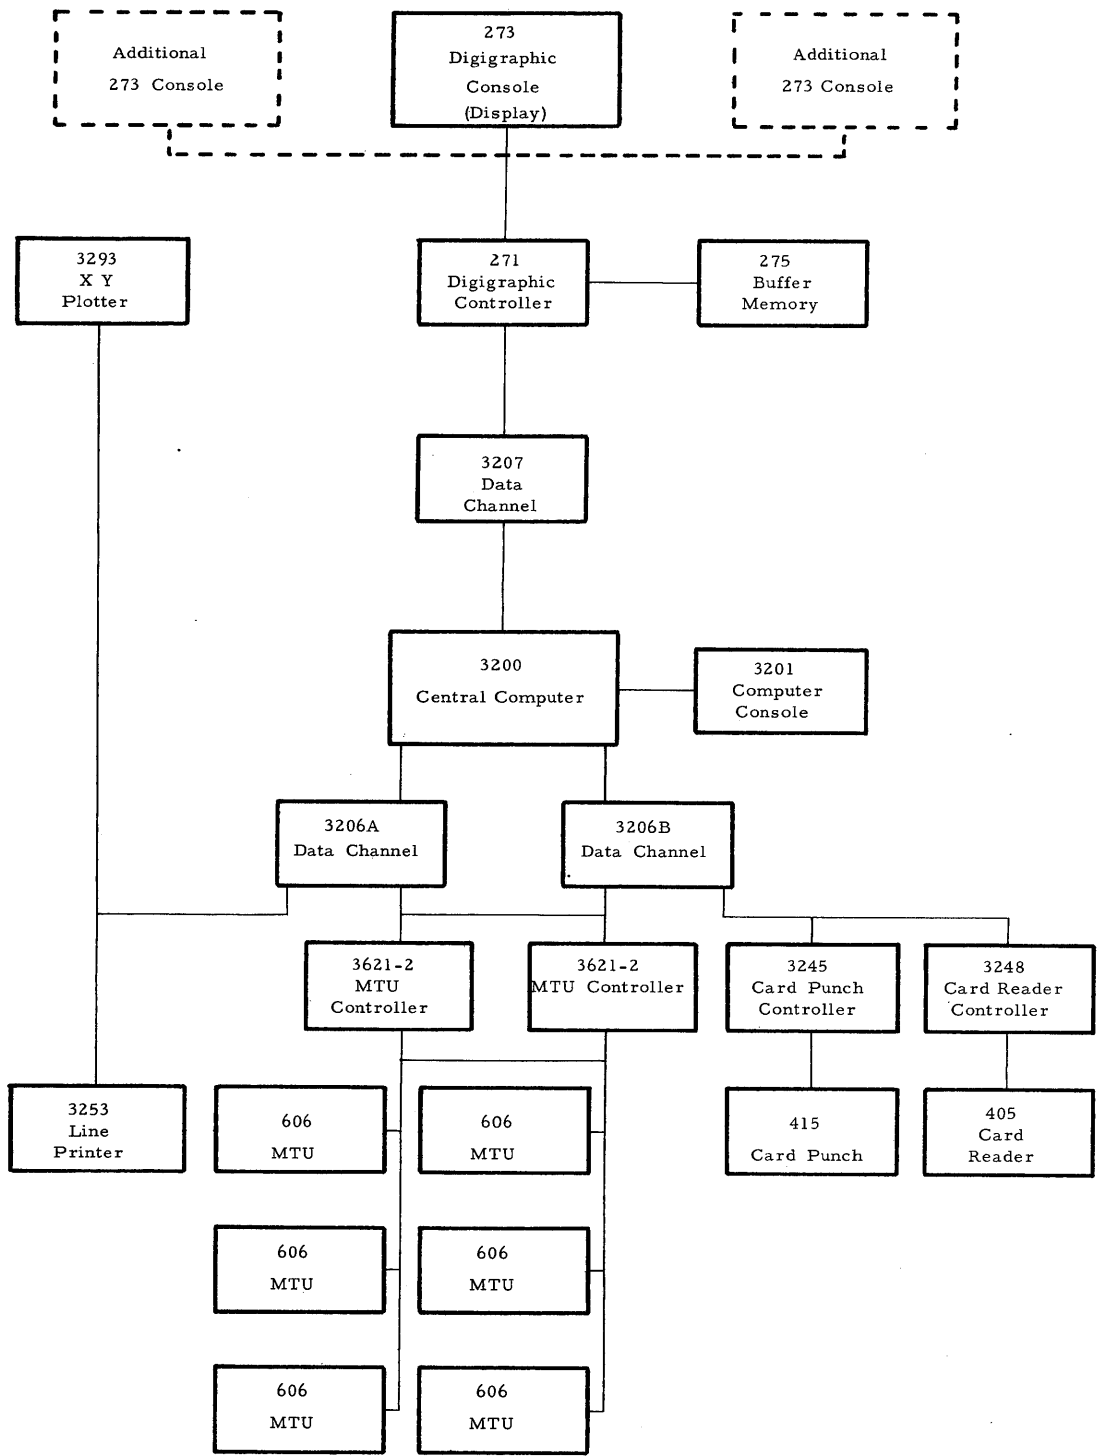 Additional
273 Console
273
Digigraphic
Console
(Display)
Additional
273 Console
3293
X Y
Plotter
271
Digigraphic
Controller
275
Buffer
Memory
3207
Data
Channel
3200
Central Computer
3201
Computer
Console
3206A
Data Channel
3206B
Data Channel
3621-2
MTU
Controller
3621-2
MTU Controller
3245
Card Punch
Controller
3248
Card Reader
Controller
3253
Line
Printer
606
MTU
606
MTU
415
Card Punch
405
Card
Reader
606
MTU
606
MTU
606
MTU
606
MTU